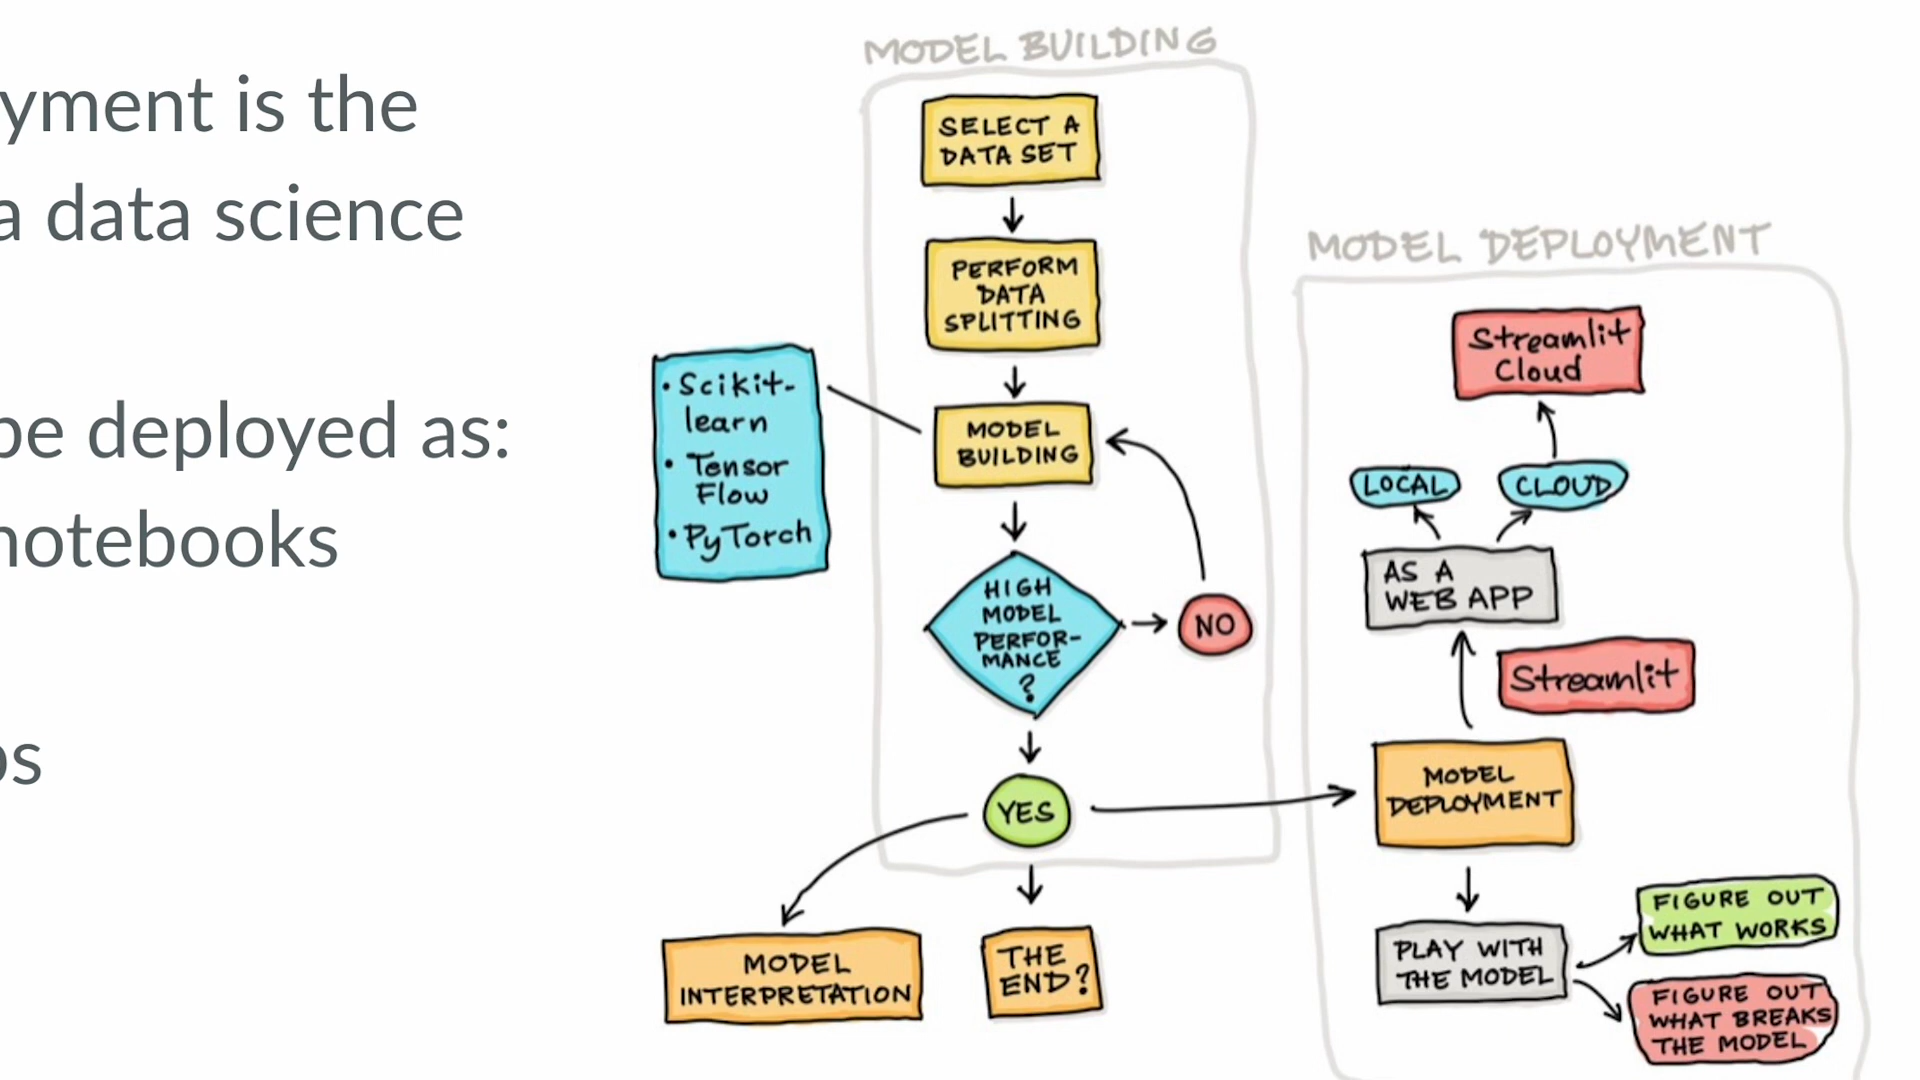 yment is the
a data science
be deployed as:
notebooks
os
MODEL BUILDING
SELECT A
DATA SET
PERFORM
DATA
SPLITTING
• Scikit-
learn
• Tensor
Flow
• PyTorch
MODEL
BUILDING
HIGH
MODEL
PERFOR-
MANCE
?
NO
YES
MODEL
INTERPRETATION
THE
END?
MODEL DEPLOYMENT
Streamlit
Cloud
LOCAL
CLOUD
AS A
WEB APP
Streamlit
MODEL
DEPLOYMENT
PLAY WITH
THE MODEL
FIGURE OUT
WHAT WORKS
FIGURE OUT
WHAT BREAKS
THE MODEL